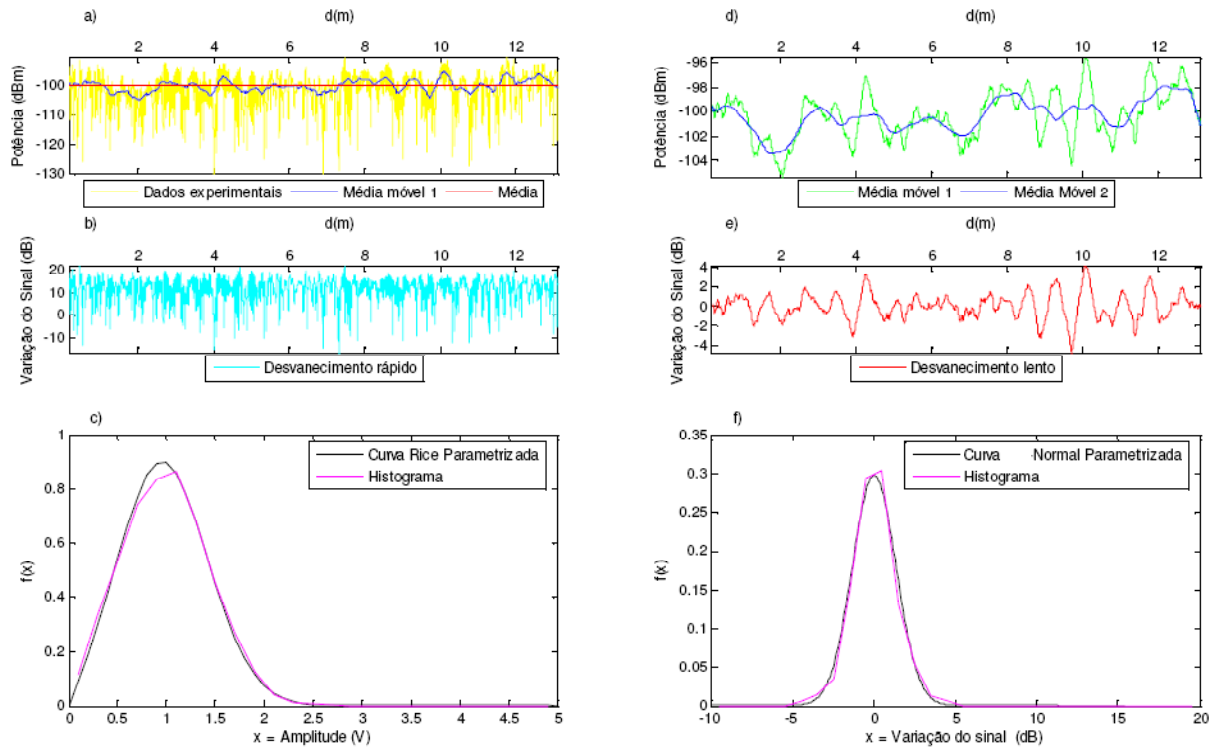 a)
d(m)
2 4 6 8 10 12
Potência (dBm)
-100
-110
-120
-130
Dados experimentais Média móvel 1 Média
b)
d(m)
2 4 6 8 10 12
Variação do Sinal (dB)
20
10
0
-10
Desvanecimento rápido
c)
f(x)
1
0.8
0.6
0.4
0.2
0
Curva Rice Parametrizada
Histograma
0 0.5 1 1.5 2 2.5 3 3.5 4 4.5 5
x = Amplitude (V)
d)
d(m)
2 4 6 8 10 12
Potência (dBm)
-96
-98
-100
-102
-104
Média móvel 1 Média Móvel 2
e)
d(m)
2 4 6 8 10 12
Variação do Sinal (dB)
4
2
0
-2
-4
Desvanecimento lento
f)
f(x)
0.35
0.3
0.25
0.2
0.15
0.1
0.05
0
Curva -Normal Parametrizada
Histograma
-10 -5 0 5 10 15 20
x = Variação do sinal (dB)